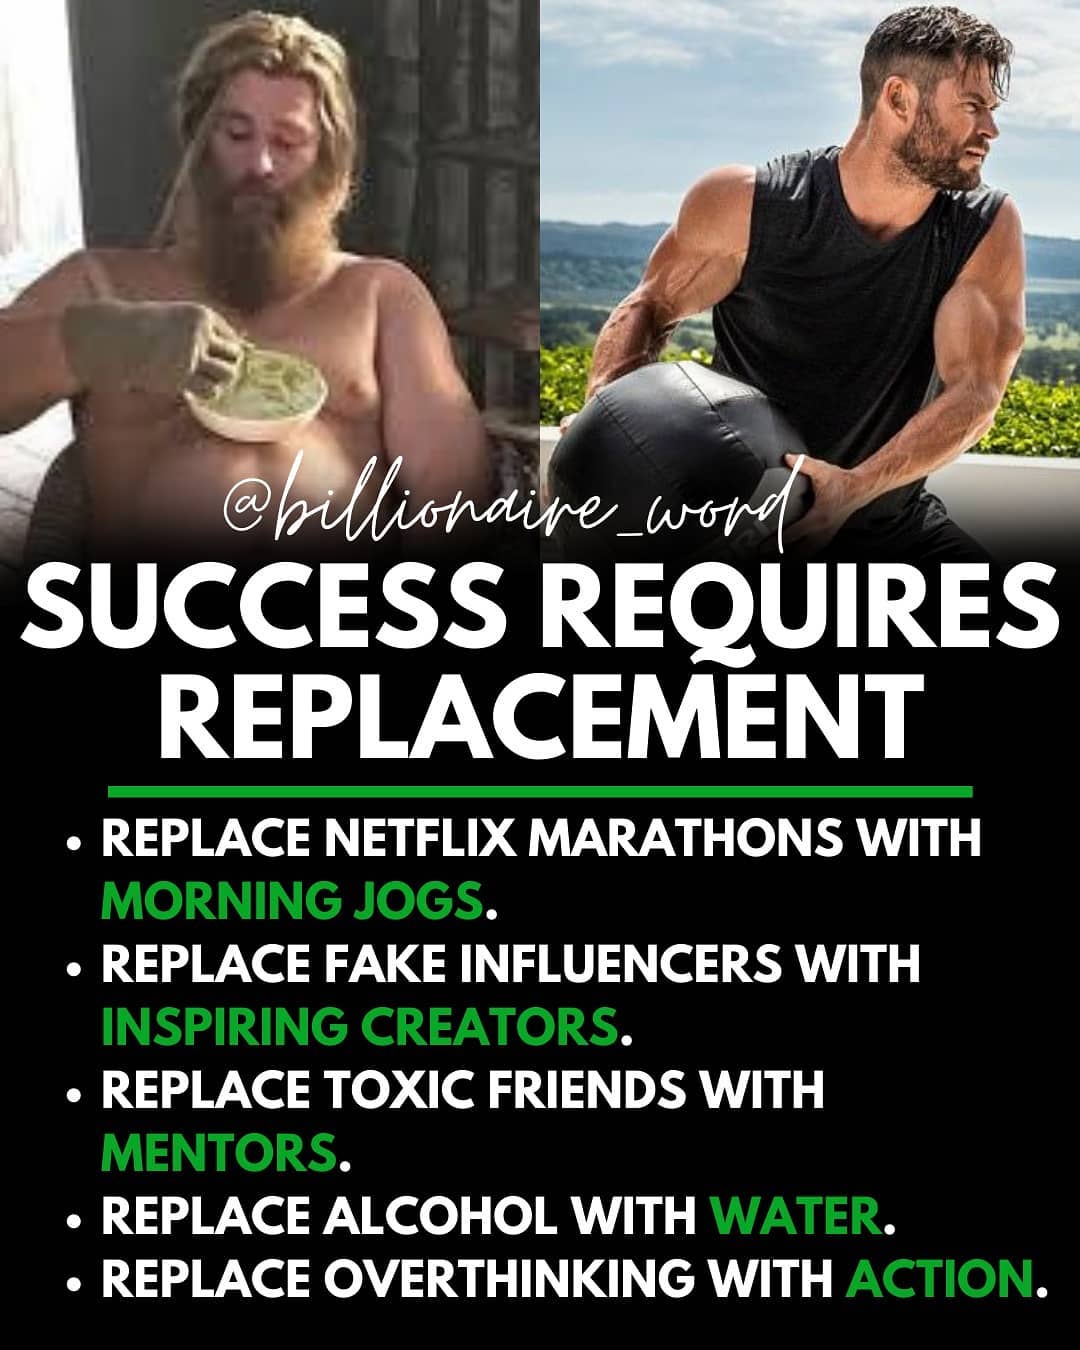 @billionaire_word
SUCCESS REQUIRES
REPLACEMENT
• REPLACE NETFLIX MARATHONS WITH
MORNING JOGS.
• REPLACE FAKE INFLUENCERS WITH
INSPIRING CREATORS.
• REPLACE TOXIC FRIENDS WITH
MENTORS.
• REPLACE ALCOHOL WITH WATER.
• REPLACE OVERTHINKING WITH ACTION.